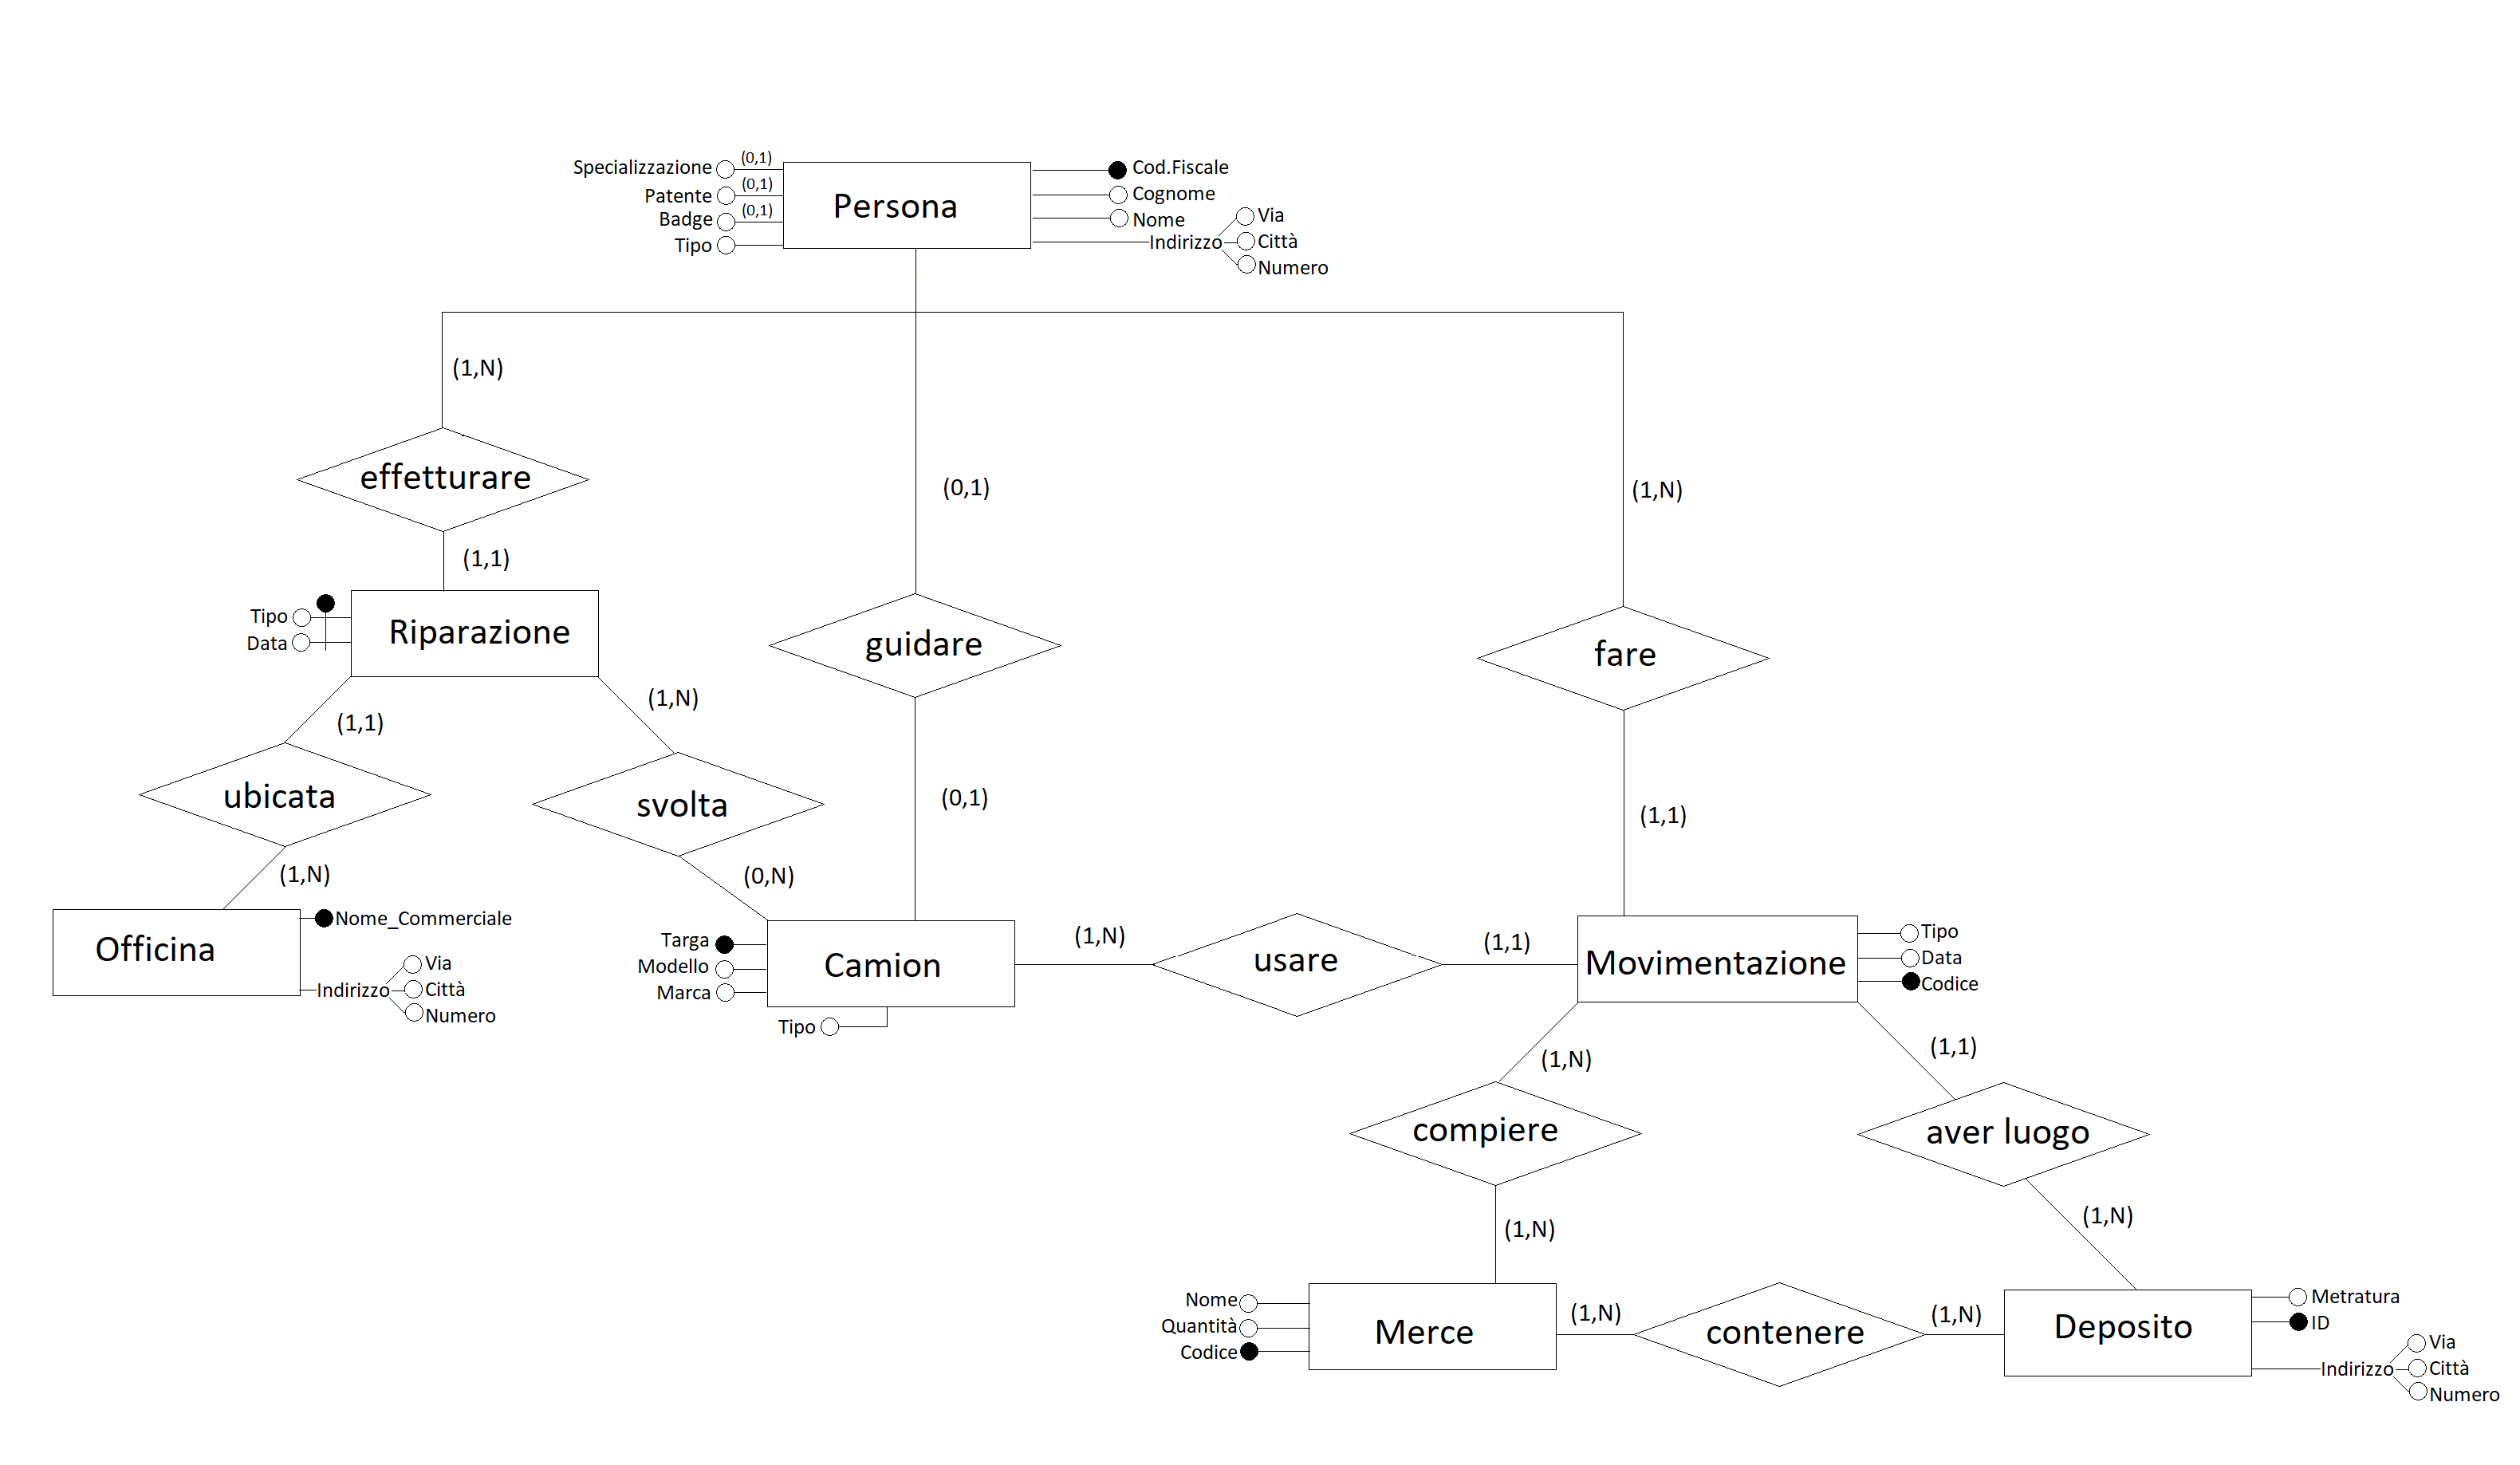 Specializzazione (0,1)
Patente (0,1)
Badge (0,1)
Tipo
Persona
Cod.Fiscale
Cognome
Nome
Indirizzo
Via
Città
Numero
(1,N)
effetturare
(1,1)
(0,1)
guidare
(0,1)
(1,N)
fare
(1,1)
Tipo
Data
Riparazione
(1,1)
ubicata
(1,N)
(1,N)
svolta
(0,N)
Officina
Nome_Commerciale
Indirizzo
Via
Città
Numero
Targa
Modello
Marca
Tipo
Camion
(1,N)
usare
(1,1)
Movimentazione
Tipo
Data
Codice
(1,N)
compiere
(1,N)
(1,1)
aver luogo
(1,N)
Nome
Quantità
Codice
Merce
(1,N)
contenere
(1,N)
Deposito
Metratura
ID
Indirizzo
Via
Città
Numero